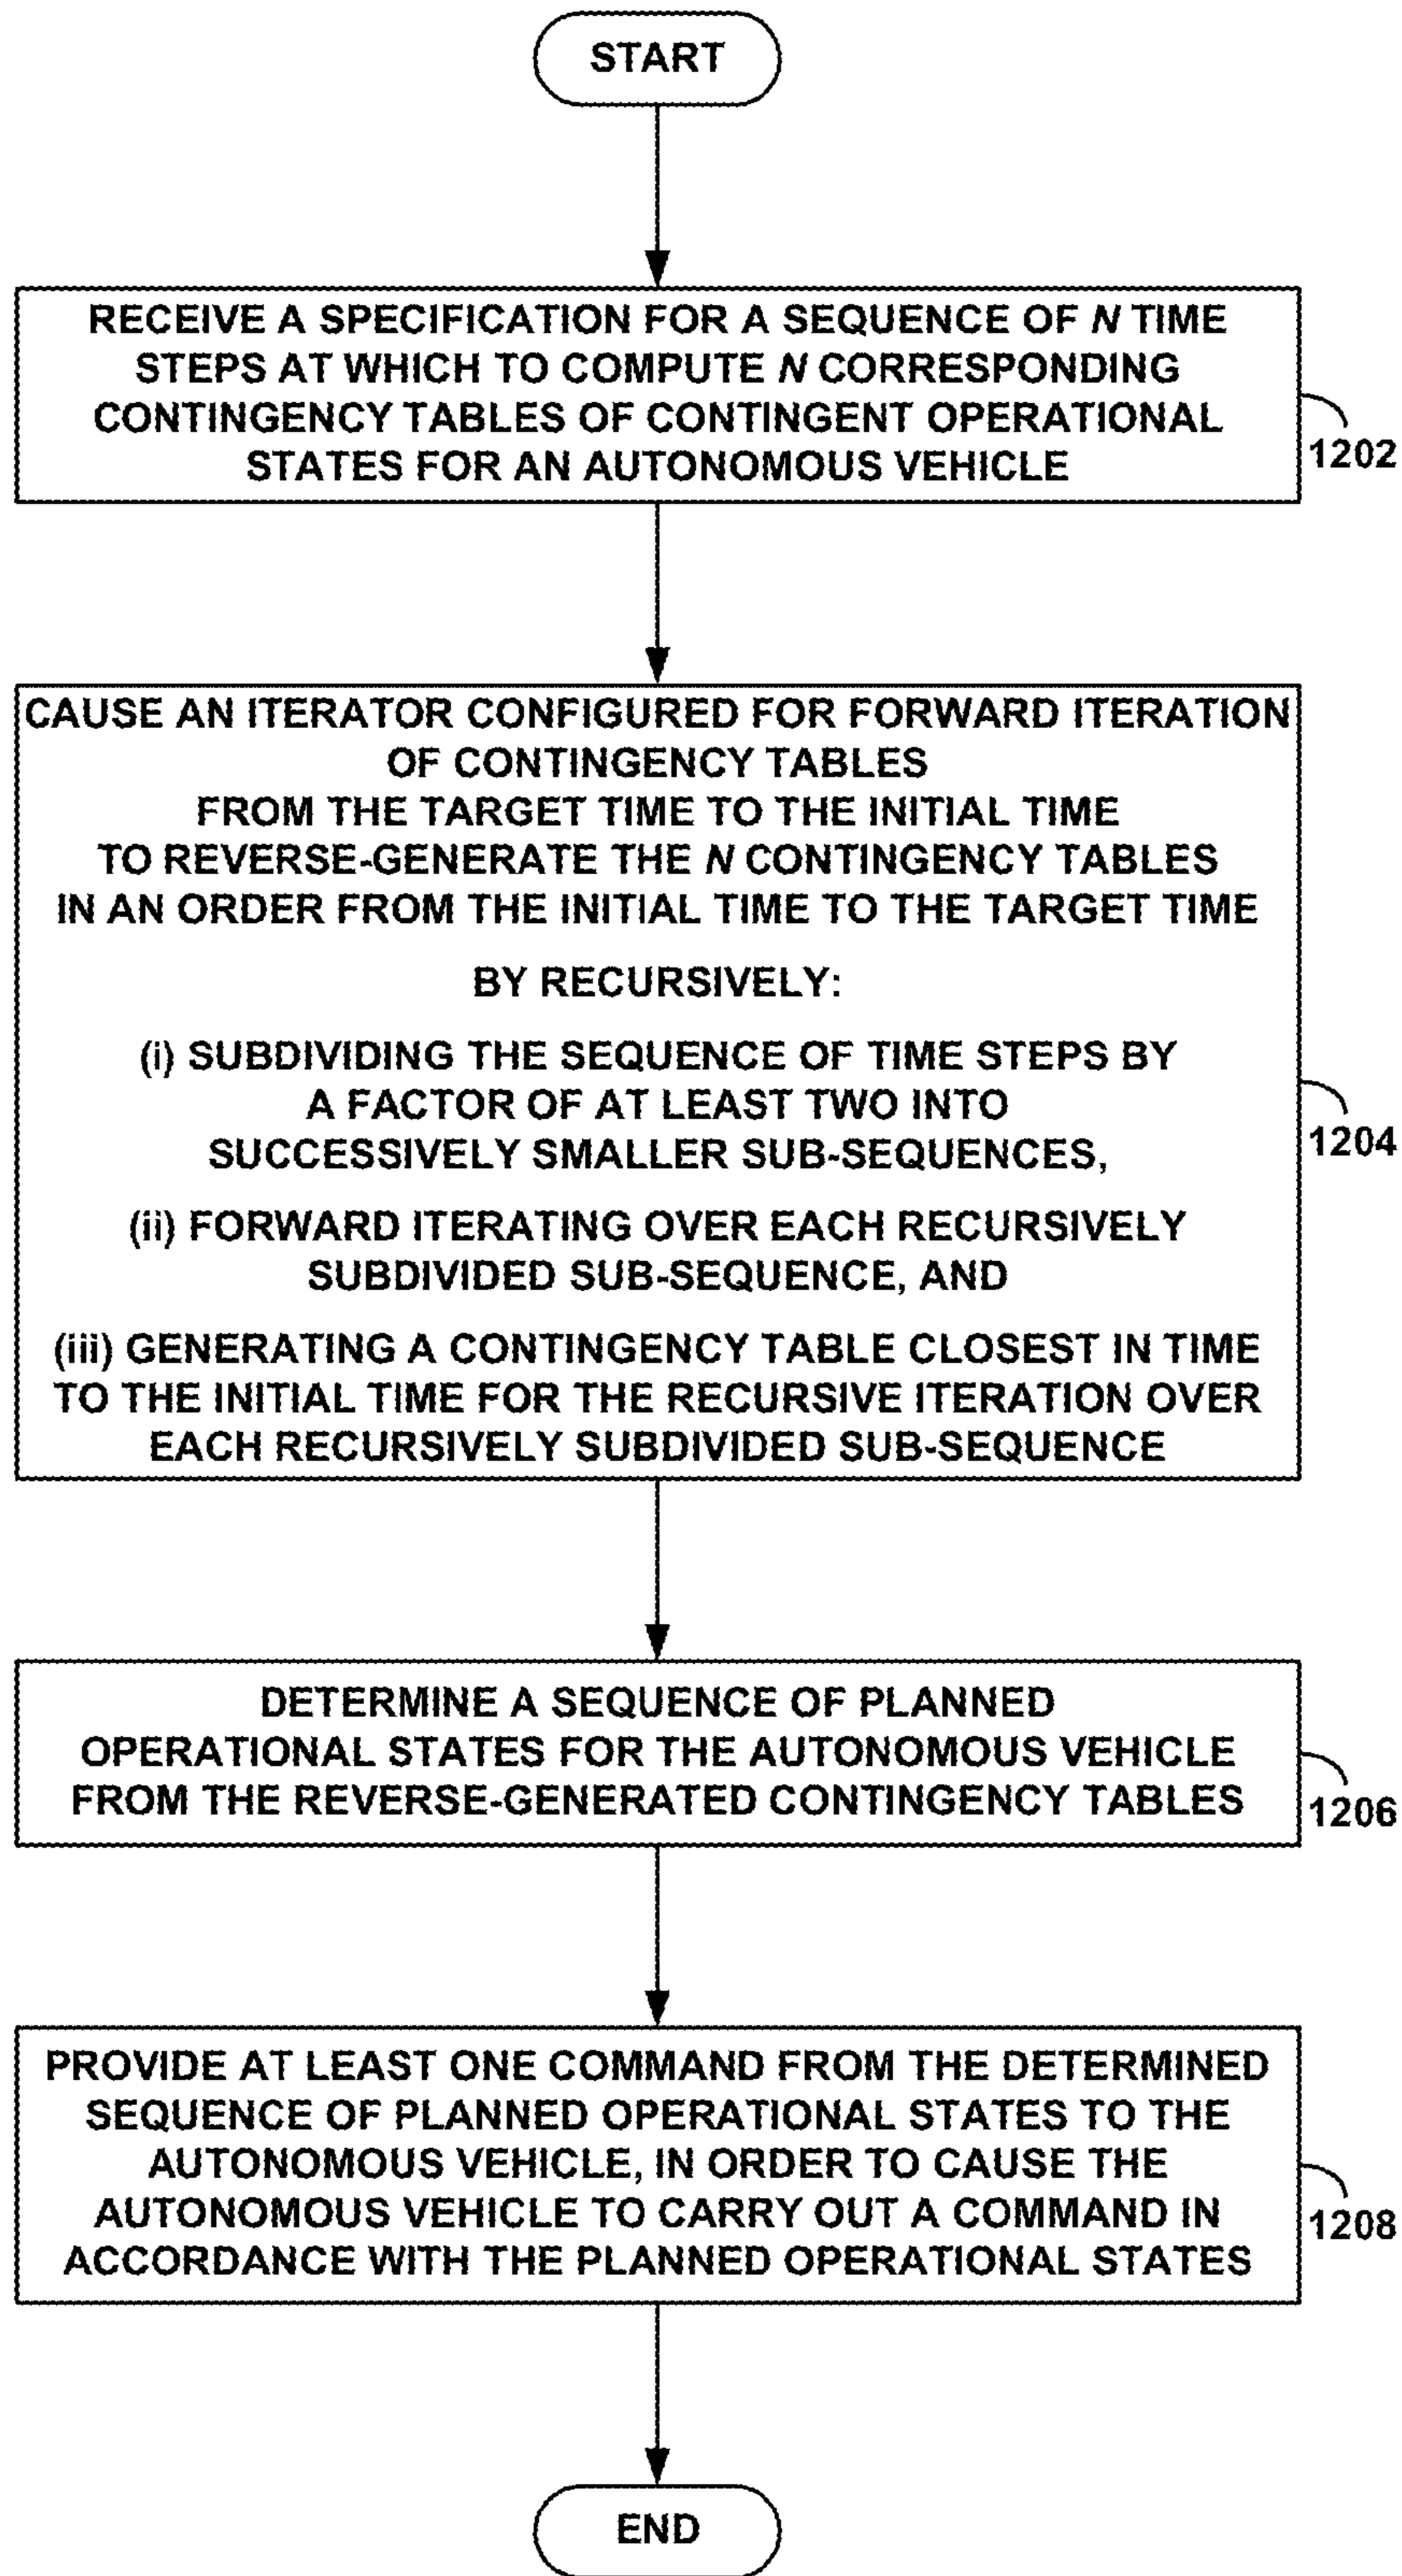 START
RECEIVE A SPECIFICATION FOR A SEQUENCE OF N TIME
STEPS AT WHICH TO COMPUTE N CORRESPONDING
CONTINGENCY TABLES OF CONTINGENT OPERATIONAL
STATES FOR AN AUTONOMOUS VEHICLE
1202
CAUSE AN ITERATOR CONFIGURED FOR FORWARD ITERATION
OF CONTINGENCY TABLES
FROM THE TARGET TIME TO THE INITIAL TIME
TO REVERSE-GENERATE THE N CONTINGENCY TABLES
IN AN ORDER FROM THE INITIAL TIME TO THE TARGET TIME
BY RECURSIVELY:
(i) SUBDIVIDING THE SEQUENCE OF TIME STEPS BY
A FACTOR OF AT LEAST TWO INTO
SUCCESSIVELY SMALLER SUB-SEQUENCES,
(ii) FORWARD ITERATING OVER EACH RECURSIVELY
SUBDIVIDED SUB-SEQUENCE, AND
(iii) GENERATING A CONTINGENCY TABLE CLOSEST IN TIME
TO THE INITIAL TIME FOR THE RECURSIVE ITERATION OVER
EACH RECURSIVELY SUBDIVIDED SUB-SEQUENCE
1204
DETERMINE A SEQUENCE OF PLANNED
OPERATIONAL STATES FOR THE AUTONOMOUS VEHICLE
FROM THE REVERSE-GENERATED CONTINGENCY TABLES
1206
PROVIDE AT LEAST ONE COMMAND FROM THE DETERMINED
SEQUENCE OF PLANNED OPERATIONAL STATES TO THE
AUTONOMOUS VEHICLE, IN ORDER TO CAUSE THE
AUTONOMOUS VEHICLE TO CARRY OUT A COMMAND IN
ACCORDANCE WITH THE PLANNED OPERATIONAL STATES
1208
END